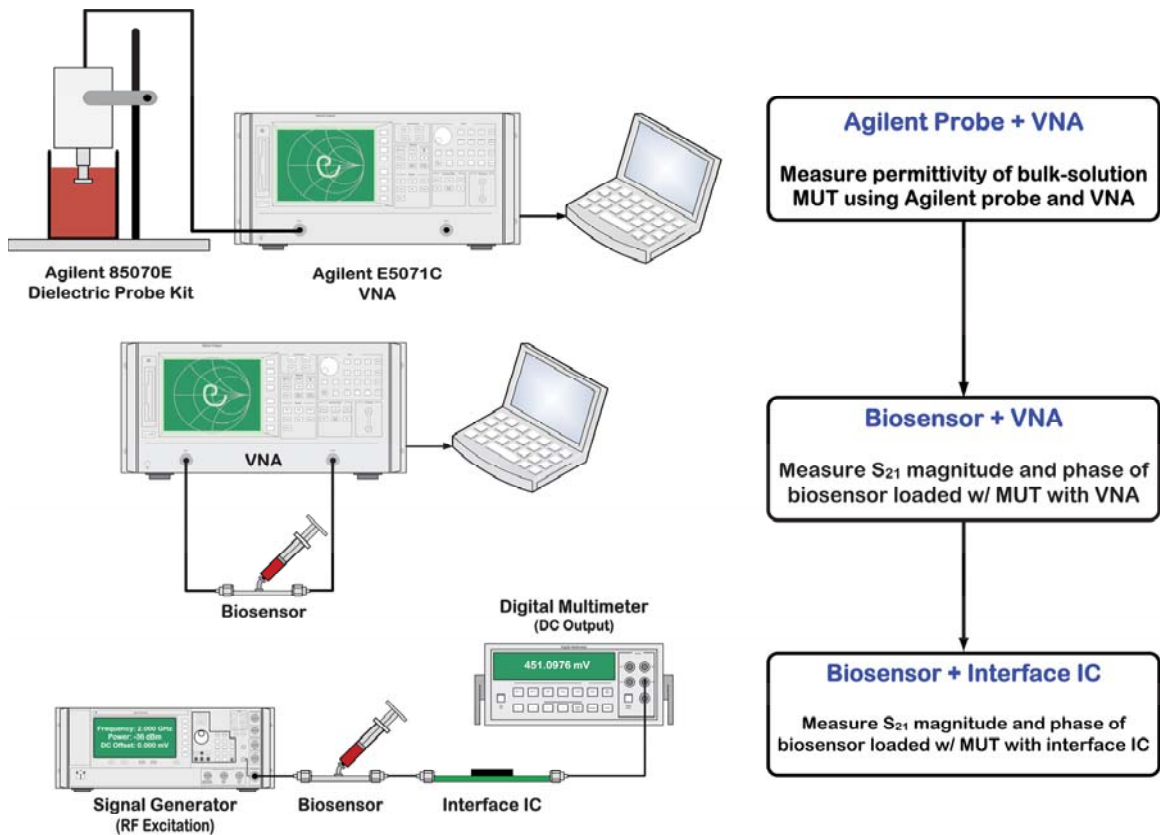 Agilent Probe + VNA
Measure permittivity of bulk-solution
MUT using Agilent probe and VNA
Agilent 85070E
Dielectric Probe Kit
Agilent E5071C
VNA
Biosensor + VNA
Measure S₂₁ magnitude and phase of
biosensor loaded w/ MUT with VNA
VNA
Biosensor
Digital Multimeter
(DC Output)
451.0976 mV
Biosensor + Interface IC
Measure S₂₁ magnitude and phase of
biosensor loaded w/ MUT with interface IC
Frequency: 2.000 GHz
Power: -36 dBm
DC Offset: 0.000 mV
Signal Generator
(RF Excitation)
Biosensor
Interface IC